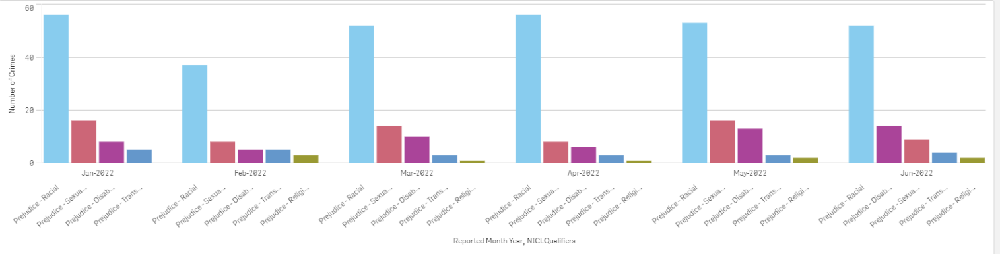 60
40
20
0
Number of Crimes
Jan-2022
Feb-2022
Mar-2022
Apr-2022
May-2022
Jun-2022
Prejudice - Racial
Prejudice - Sexua...
Prejudice - Disab...
Prejudice - Trans...
Prejudice - Racial
Prejudice - Sexua...
Prejudice - Disab...
Prejudice - Trans...
Prejudice - Religi...
Prejudice - Racial
Prejudice - Sexua...
Prejudice - Disab...
Prejudice - Trans...
Prejudice - Religi...
Prejudice - Racial
Prejudice - Sexua...
Prejudice - Disab...
Prejudice - Trans...
Prejudice - Religi...
Prejudice - Racial
Prejudice - Sexua...
Prejudice - Disab...
Prejudice - Trans...
Prejudice - Religi...
Prejudice - Racial
Prejudice - Disab...
Prejudice - Sexua...
Prejudice - Trans...
Prejudice - Religi...
Reported Month Year, NICLQualifiers